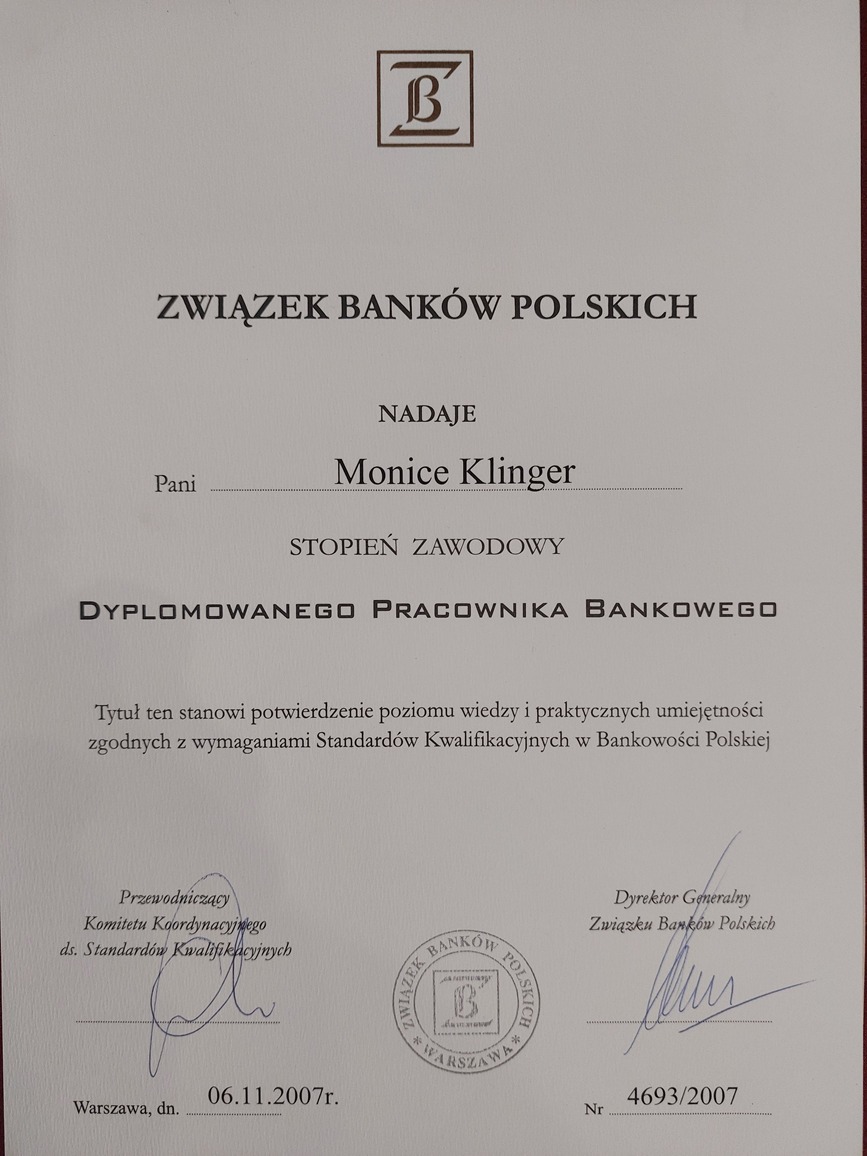 ZB
ZWIĄZEK BANKÓW POLSKICH
NADAJE
Pani Monice Klinger
STOPIEŃ ZAWODOWY
DYPLOMOWANEGO PRACOWNIKA BANKOWEGO
Tytuł ten stanowi potwierdzenie poziomu wiedzy i praktycznych umiejętności
zgodnych z wymaganiami Standardów Kwalifikacyjnych w Bankowości Polskiej
Przewodniczący
Komitetu Koordynacyjnego
ds. Standardów Kwalifikacyjnych
Dyrektor Generalny
Związku Banków Polskich
ZWIĄZEK BANKÓW POLSKICH
* WARSZAWA *
Warszawa, dn. 06.11.2007r.
Nr 4693/2007